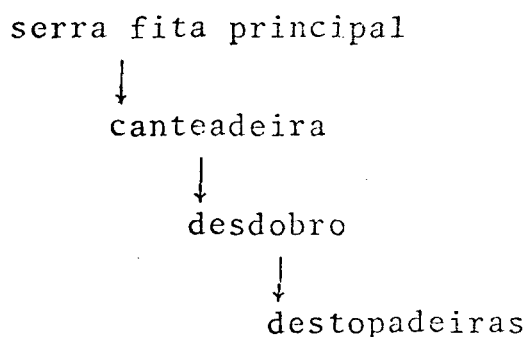 serra fita principal
canteadeira
desdobro
destopadeiras